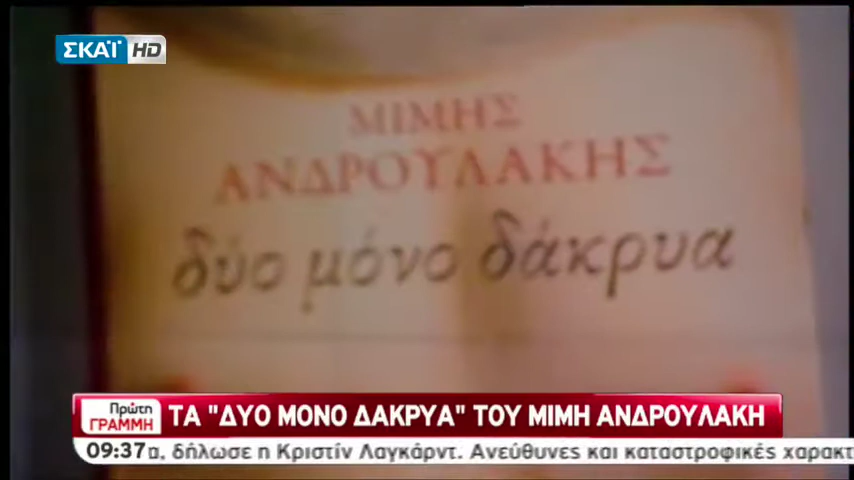 ΣΚΑΪ HD
ΜΙΜΗΣ
ΑΝΔΡΟΥΛΑΚΗΣ
δύο μόνο δάκρυα
Πρώτη
ΓΡΑΜΜΗ
ΤΑ "ΔΥΟ ΜΟΝΟ ΔΑΚΡΥΑ" ΤΟΥ ΜΙΜΗ ΑΝΔΡΟΥΛΑΚΗ
09:37 α, δήλωσε η Κριστίν Λαγκάρντ. Ανεύθυνες και καταστροφικές χαρακτ